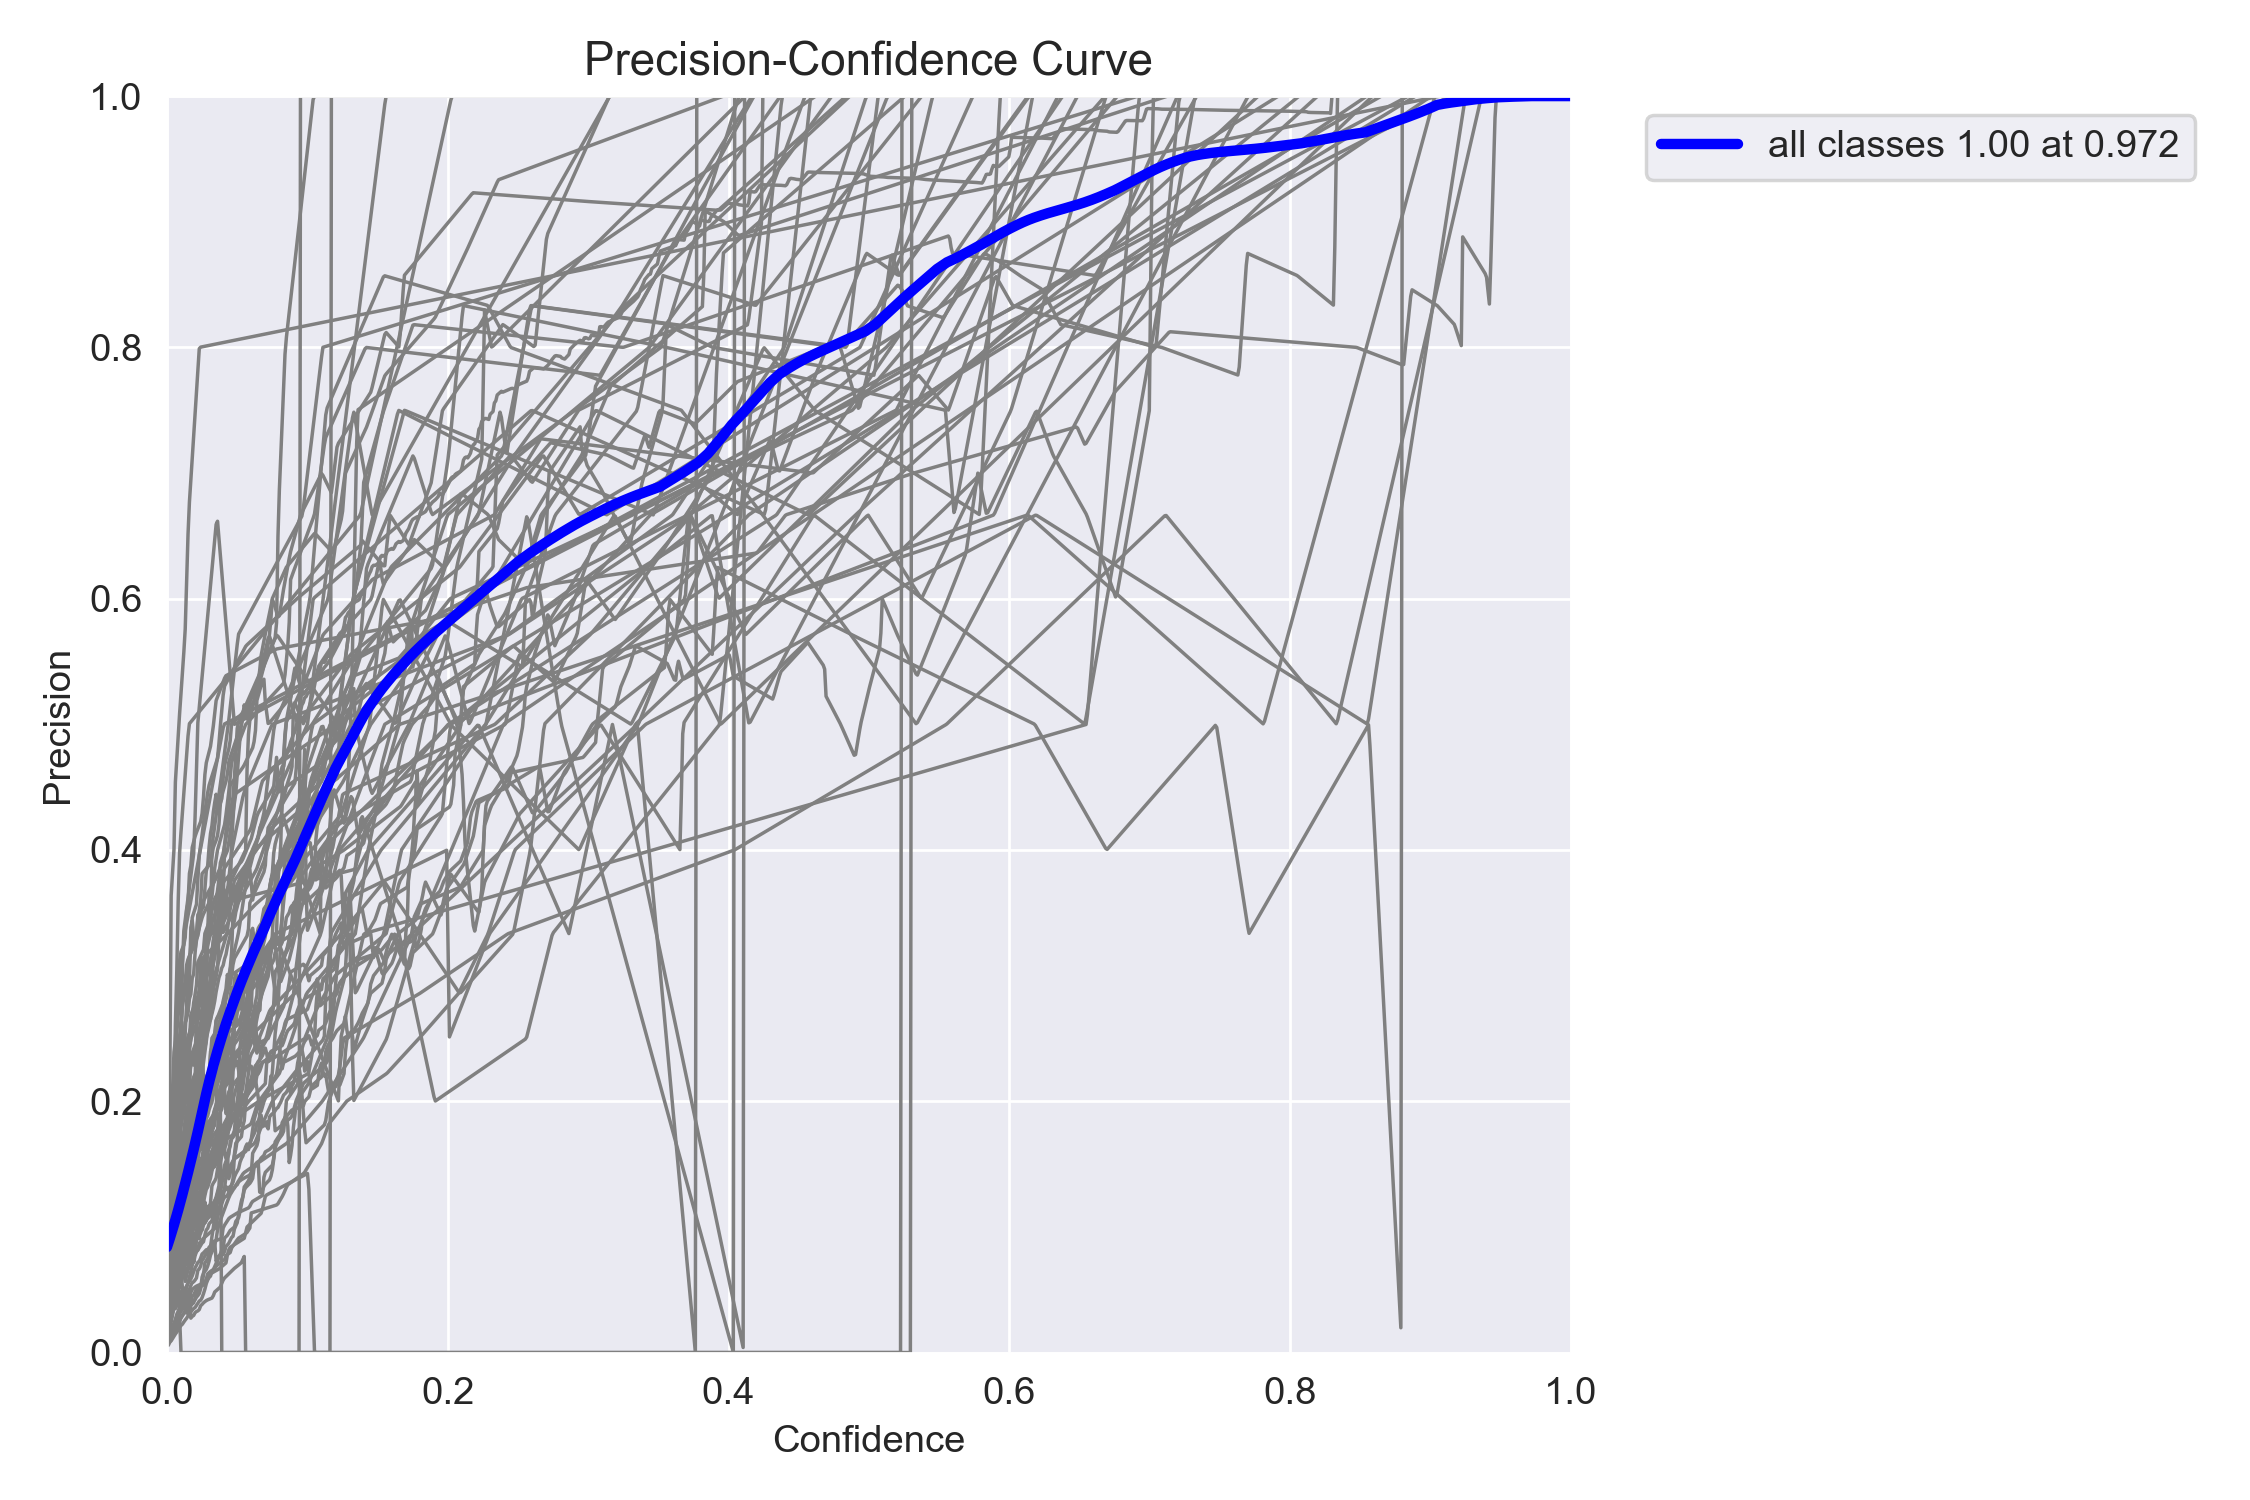 Precision-Confidence Curve
1.0
0.8
0.6
0.4
0.2
0.0
Precision
0.0 0.2 0.4 0.6 0.8 1.0
Confidence
all classes 1.00 at 0.972